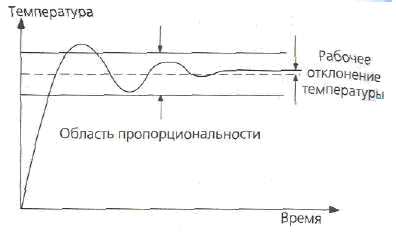 Температура
Рабочее
отклонение
температуры
Область пропорциональности
Время